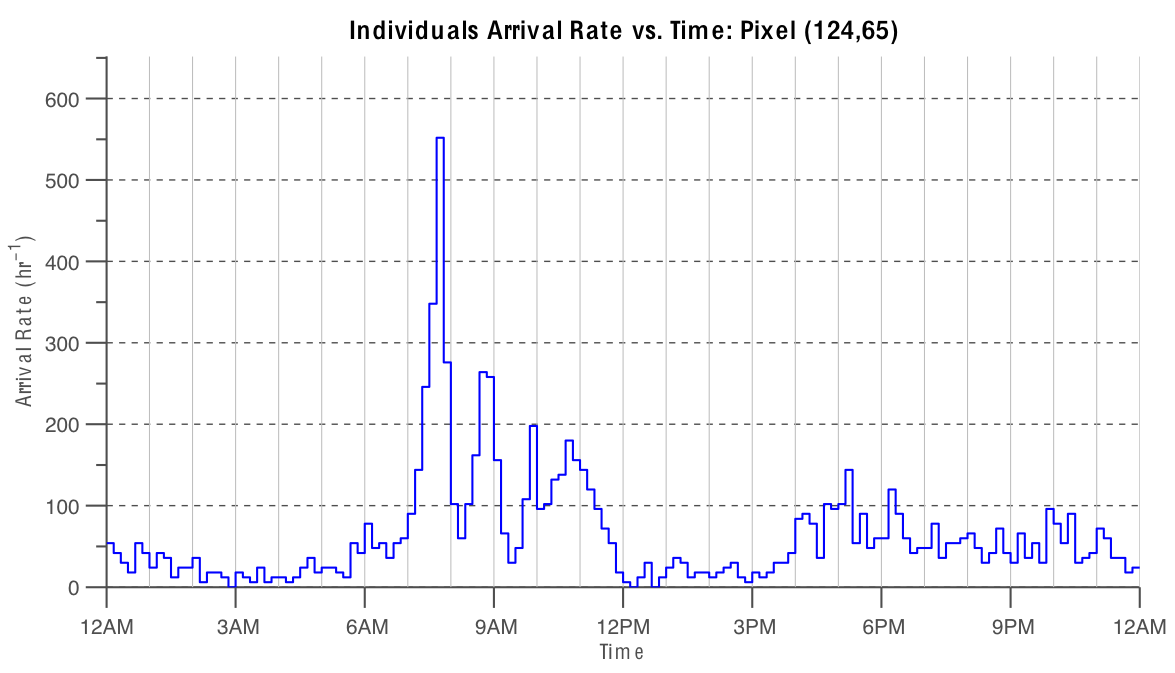 Individuals Arrival Rate vs. Time: Pixel (124,65)
Arrival Rate (hr⁻¹)
600
500
400
300
200
100
0
12AM 3AM 6AM 9AM 12PM 3PM 6PM 9PM 12AM
Time